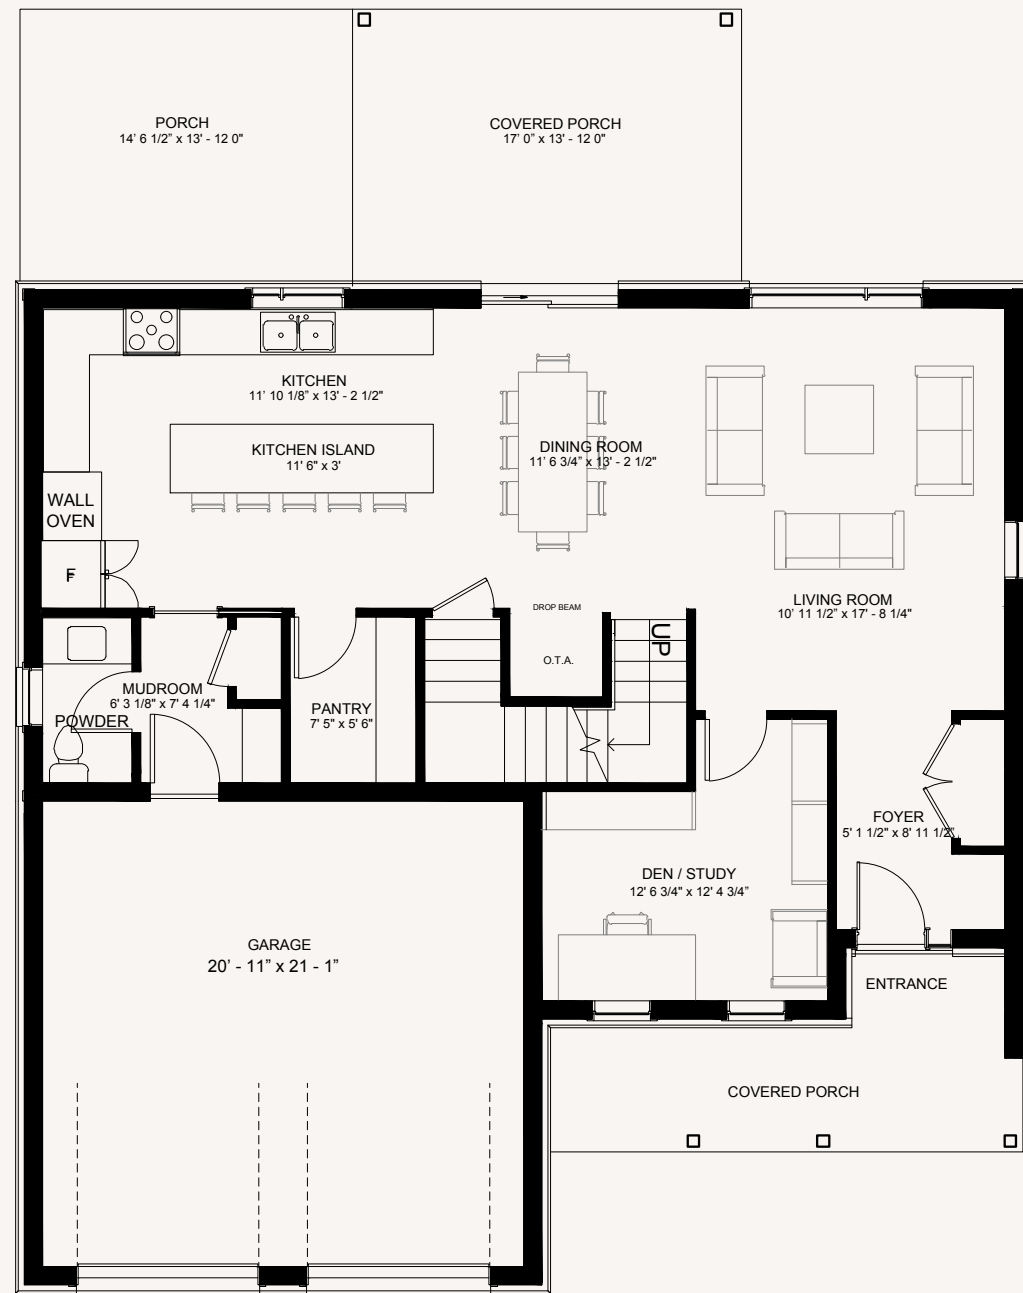 PORCH
14' 6 1/2" x 13' - 12 0"
COVERED PORCH
17' 0" x 13' - 12 0"
KITCHEN
11' 10 1/8" x 13' - 2 1/2"
KITCHEN ISLAND
11' 6" x 3'
DINING ROOM
11' 6 3/4" x 13' - 2 1/2"
WALL
OVEN
F
DROP BEAM
LIVING ROOM
10' 11 1/2" x 17' - 8 1/4"
UP
O.T.A.
MUDROOM
6' 3 1/8" x 7' 4 1/4"
POWDER
PANTRY
7' 5" x 5' 6"
FOYER
5' 1 1/2" x 8' 11 1/2"
DEN / STUDY
12' 6 3/4" x 12' 4 3/4"
GARAGE
20' - 11" x 21 - 1"
ENTRANCE
COVERED PORCH